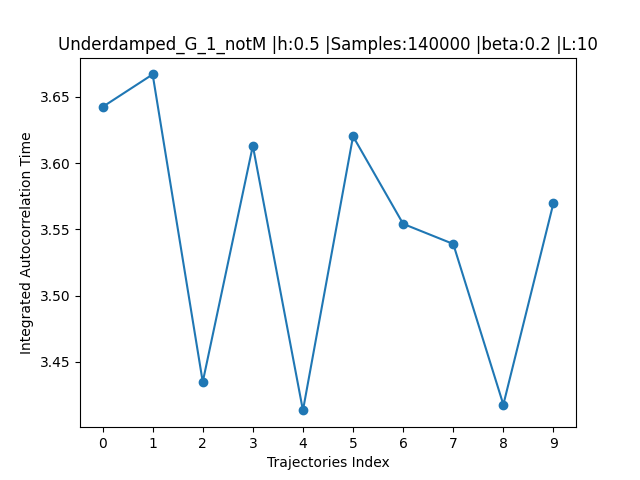 Underdamped_G_1_notM |h:0.5 |Samples:140000 |beta:0.2 |L:10
Integrated Autocorrelation Time
3.65
3.60
3.55
3.50
3.45
0 1 2 3 4 5 6 7 8 9
Trajectories Index